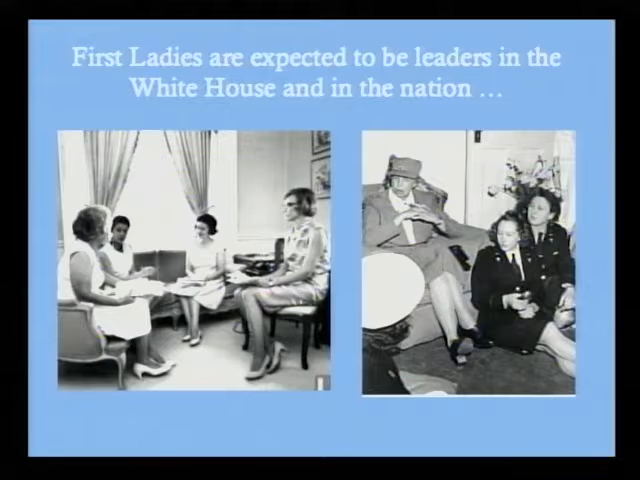 First Ladies are expected to be leaders in the
White House and in the nation …